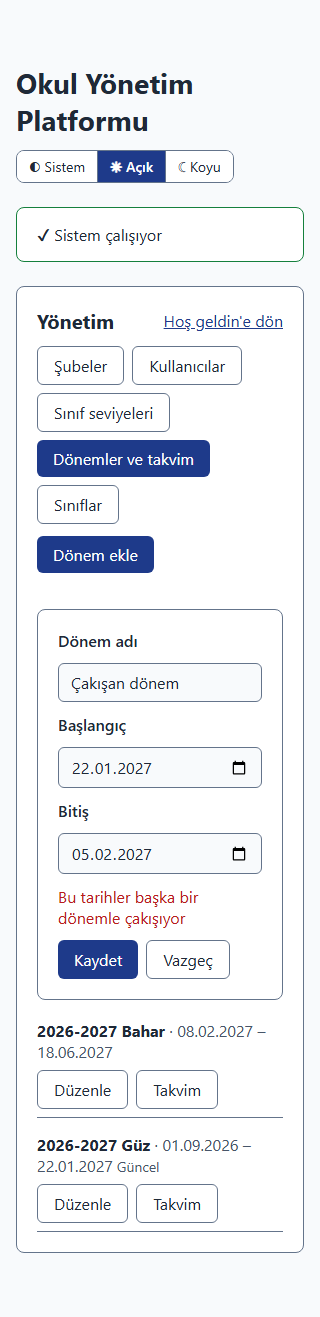 Okul Yönetim
Platformu
Sistem
Açık
Koyu
✓ Sistem çalışıyor
Yönetim
Hoş geldin'e dön
Şubeler
Kullanıcılar
Sınıf seviyeleri
Dönemler ve takvim
Sınıflar
Dönem ekle
Dönem adı
Çakışan dönem
Başlangıç
22.01.2027
Bitiş
05.02.2027
Bu tarihler başka bir
dönemle çakışıyor
Kaydet
Vazgeç
2026-2027 Bahar · 08.02.2027 –
18.06.2027
Düzenle
Takvim
2026-2027 Güz · 01.09.2026 –
22.01.2027 Güncel
Düzenle
Takvim